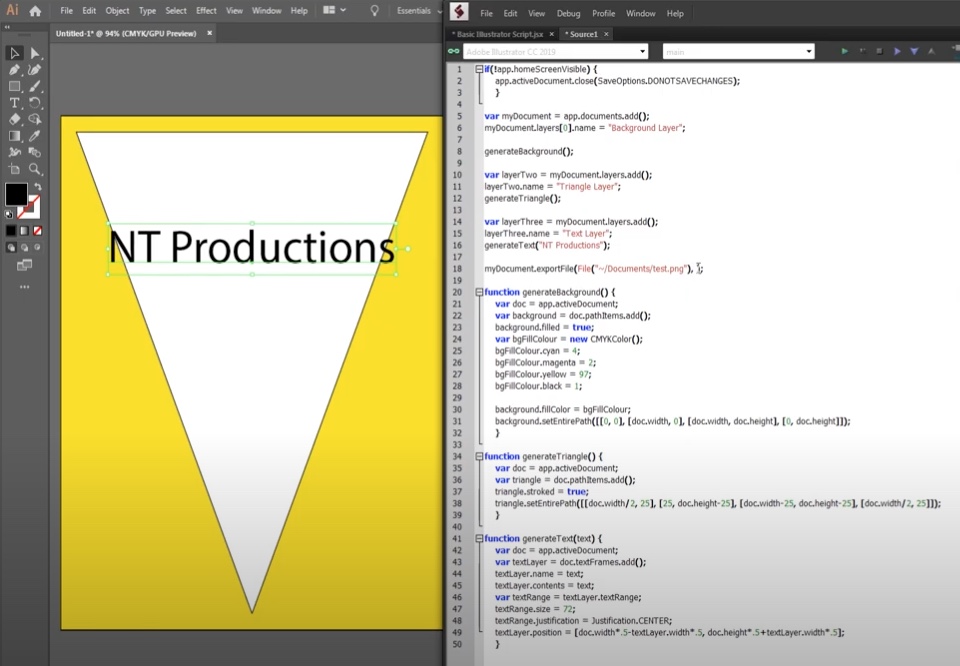 Ai File Edit Object Type Select Effect View Window Help Essentials
Untitled-1* @ 94% (CMYK/GPU Preview) ×
NT Productions
File Edit View Debug Profile Window Help
* Basic Illustrator Script.jsx × * Source1 ×
Adobe Illustrator CC 2019 main
1 if(!app.homeScreenVisible) {
2 app.activeDocument.close(SaveOptions.DONOTSAVECHANGES);
3 }
4
5 var myDocument = app.documents.add();
6 myDocument.layers[0].name = "Background Layer";
7
8 generateBackground();
9
10 var layerTwo = myDocument.layers.add();
11 layerTwo.name = "Triangle Layer";
12 generateTriangle();
13
14 var layerThree = myDocument.layers.add();
15 layerThree.name = "Text Layer";
16 generateText("NT Productions");
17
18 myDocument.exportFile(File("~/Documents/test.png"), );
19
20 function generateBackground() {
21 var doc = app.activeDocument;
22 var background = doc.pathItems.add();
23 background.filled = true;
24 var bgFillColour = new CMYKColor();
25 bgFillColour.cyan = 4;
26 bgFillColour.magenta = 2;
27 bgFillColour.yellow = 97;
28 bgFillColour.black = 1;
29
30 background.fillColor = bgFillColour;
31 background.setEntirePath([[0, 0], [doc.width, 0], [doc.width, doc.height], [0, doc.height]]);
32 }
33
34 function generateTriangle() {
35 var doc = app.activeDocument;
36 var triangle = doc.pathItems.add();
37 triangle.stroked = true;
38 triangle.setEntirePath([[doc.width/2, 25], [25, doc.height-25], [doc.width-25, doc.height-25], [doc.width/2, 25]]);
39 }
40
41 function generateText(text) {
42 var doc = app.activeDocument;
43 var textLayer = doc.textFrames.add();
44 textLayer.name = text;
45 textLayer.contents = text;
46 var textRange = textLayer.textRange;
47 textRange.size = 72;
48 textRange.justification = Justification.CENTER;
49 textLayer.position = [doc.width*.5-textLayer.width*.5, doc.height*.5+textLayer.width*.5];
50 }